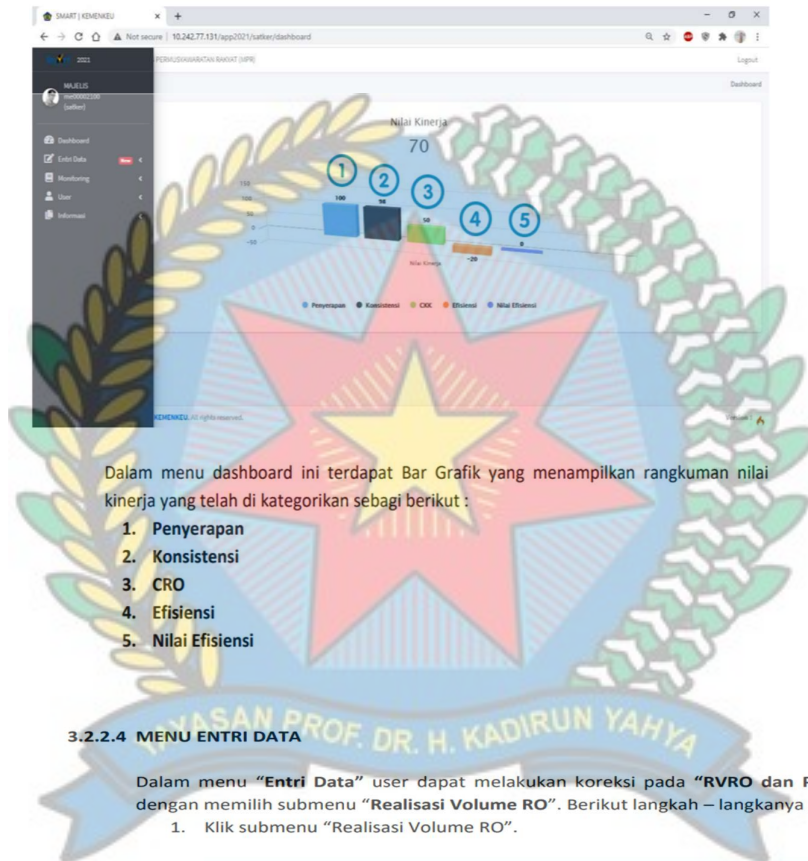 SMART | KEMENKEU
Not secure | 10.242.77.131/app2021/satker/dashboard
2021
PERMUSYAWARATAN RAKYAT (MPR)
Logout
MAJELIS
(satker)
Dashboard
Dashboard
Entri Data
Monitoring
User
Informasi
Nilai Kinerja
70
1
2
3
4
5
150
100
50
0
-50
100
98
50
-20
0
Nilai Kinerja
Penyerapan Konsistensi CKK Efisiensi Nilai Efisiensi
KEMENKEU. All rights reserved.
Dalam menu dashboard ini terdapat Bar Grafik yang menampilkan rangkuman nilai
kinerja yang telah di kategorikan sebagi berikut :
1. Penyerapan
2. Konsistensi
3. CRO
4. Efisiensi
5. Nilai Efisiensi
YAYASAN PROF. DR. H. KADIRUN YAHYA
3.2.2.4 MENU ENTRI DATA
Dalam menu “Entri Data” user dapat melakukan koreksi pada “RVRO dan
dengan memilih submenu “Realisasi Volume RO”. Berikut langkah – langkanya
1. Klik submenu “Realisasi Volume RO”.